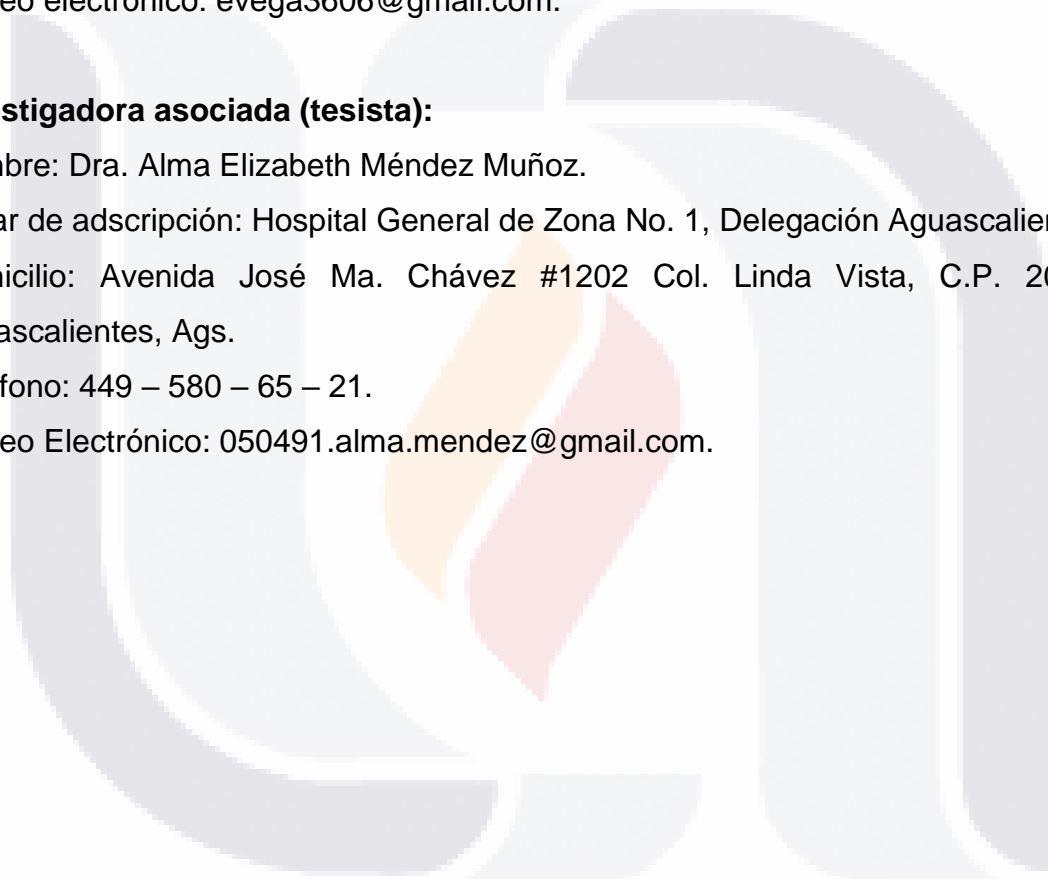 eo electrónico: evega3606@gmail.com.
stigadora asociada (tesista):
bre: Dra. Alma Elizabeth Méndez Muñoz.
ar de adscripción: Hospital General de Zona No. 1, Delegación Aguascalien
icilio: Avenida José Ma. Chávez #1202 Col. Linda Vista, C.P. 20
ascalientes, Ags.
fono: 449 – 580 – 65 – 21.
eo Electrónico: 050491.alma.mendez@gmail.com.